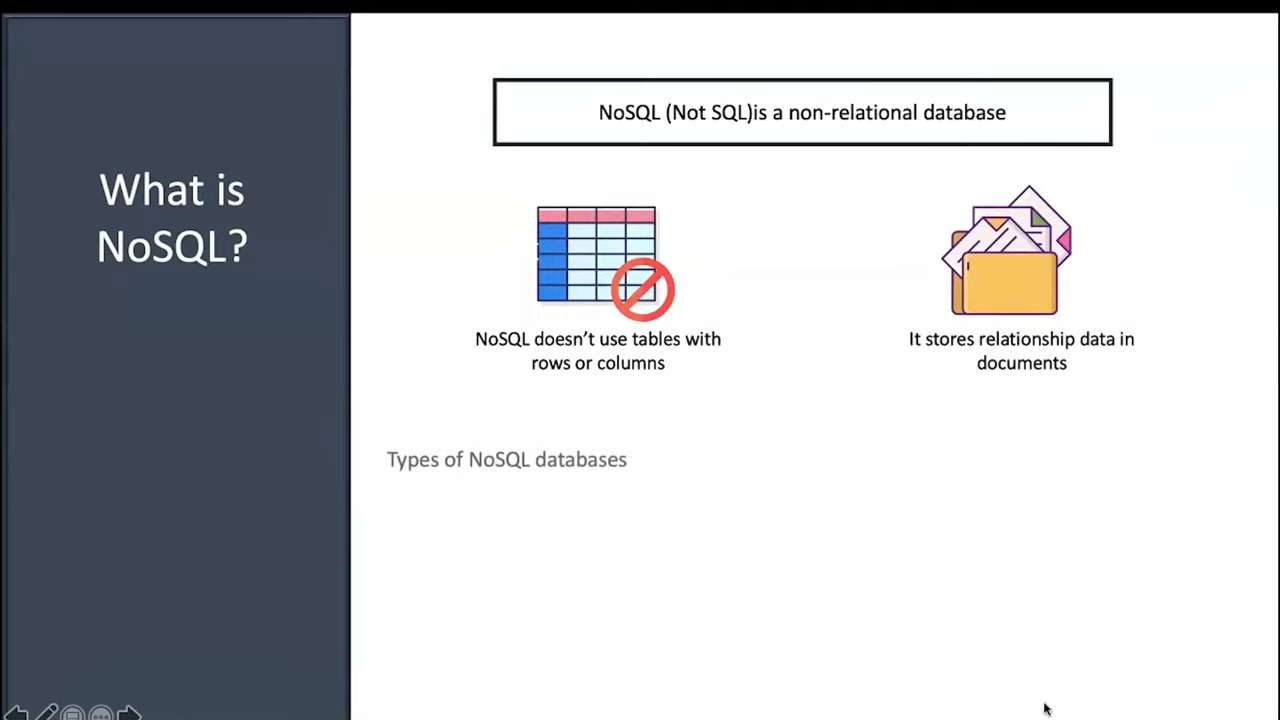 What is
NoSQL?
NoSQL (Not SQL)is a non-relational database
NoSQL doesn't use tables with
rows or columns
It stores relationship data in
documents
Types of NoSQL databases